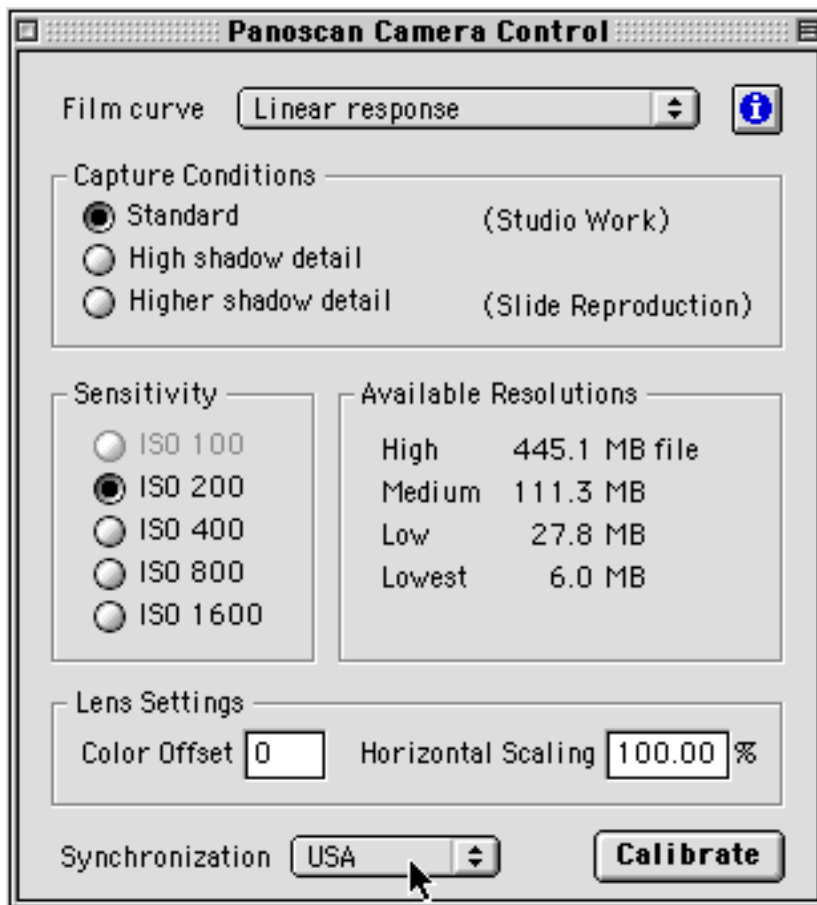 Panoscan Camera Control
Film curve Linear response
Capture Conditions
Standard (Studio Work)
High shadow detail
Higher shadow detail (Slide Reproduction)
Sensitivity
ISO 100
ISO 200
ISO 400
ISO 800
ISO 1600
Available Resolutions
High 445.1 MB file
Medium 111.3 MB
Low 27.8 MB
Lowest 6.0 MB
Lens Settings
Color Offset 0 Horizontal Scaling 100.00 %
Synchronization USA Calibrate